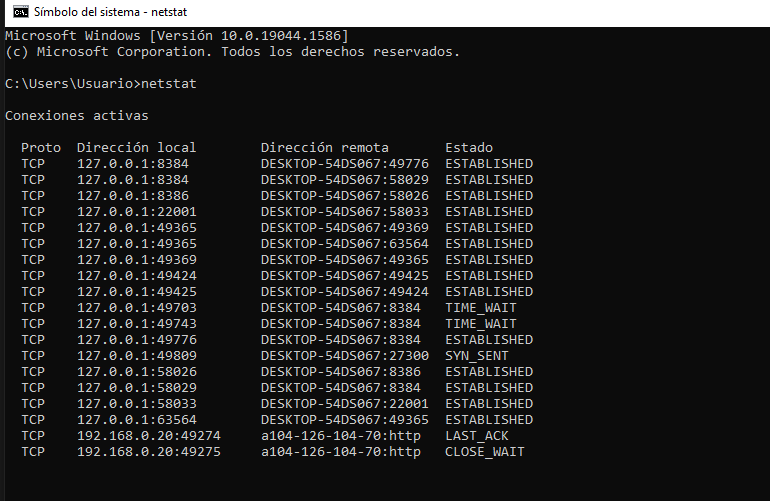 Símbolo del sistema - netstat
Microsoft Windows [Versión 10.0.19044.1586]
(c) Microsoft Corporation. Todos los derechos reservados.
C:\Users\Usuario>netstat
Conexiones activas
Proto  Dirección local        Dirección remota       Estado
TCP    127.0.0.1:8384         DESKTOP-54DS067:49776  ESTABLISHED
TCP    127.0.0.1:8384         DESKTOP-54DS067:58029  ESTABLISHED
TCP    127.0.0.1:8386         DESKTOP-54DS067:58026  ESTABLISHED
TCP    127.0.0.1:22001        DESKTOP-54DS067:58033  ESTABLISHED
TCP    127.0.0.1:49365        DESKTOP-54DS067:49369  ESTABLISHED
TCP    127.0.0.1:49365        DESKTOP-54DS067:63564  ESTABLISHED
TCP    127.0.0.1:49369        DESKTOP-54DS067:49365  ESTABLISHED
TCP    127.0.0.1:49424        DESKTOP-54DS067:49425  ESTABLISHED
TCP    127.0.0.1:49425        DESKTOP-54DS067:49424  ESTABLISHED
TCP    127.0.0.1:49703        DESKTOP-54DS067:8384   TIME_WAIT
TCP    127.0.0.1:49743        DESKTOP-54DS067:8384   TIME_WAIT
TCP    127.0.0.1:49776        DESKTOP-54DS067:8384   ESTABLISHED
TCP    127.0.0.1:49809        DESKTOP-54DS067:27300  SYN_SENT
TCP    127.0.0.1:58026        DESKTOP-54DS067:8386   ESTABLISHED
TCP    127.0.0.1:58029        DESKTOP-54DS067:8384   ESTABLISHED
TCP    127.0.0.1:58033        DESKTOP-54DS067:22001  ESTABLISHED
TCP    127.0.0.1:63564        DESKTOP-54DS067:49365  ESTABLISHED
TCP    192.168.0.20:49274     a104-126-104-70:http   LAST_ACK
TCP    192.168.0.20:49275     a104-126-104-70:http   CLOSE_WAIT